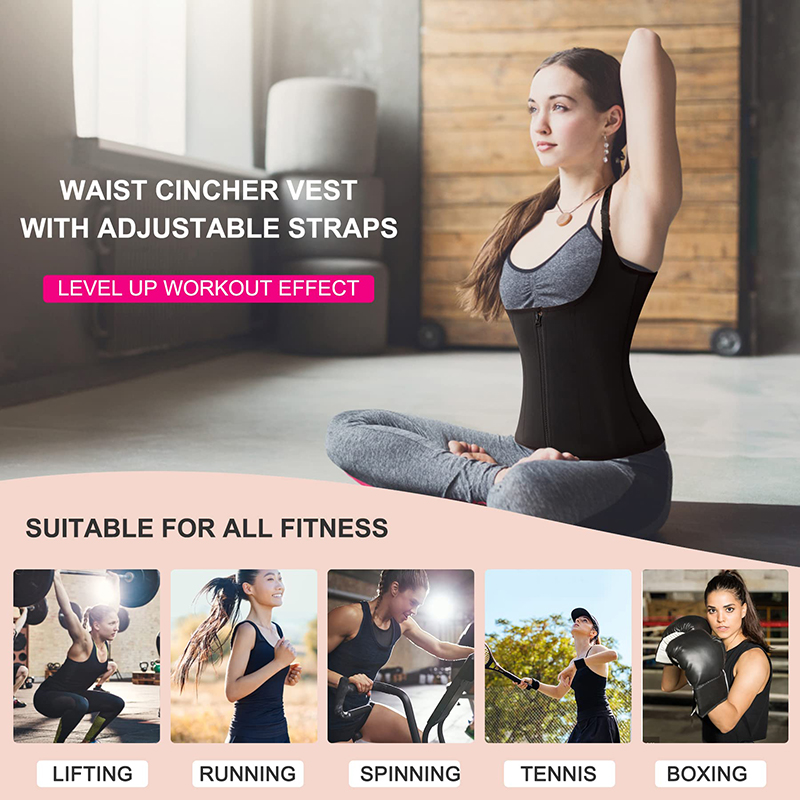 WAIST CINCHER VEST
WITH ADJUSTABLE STRAPS
LEVEL UP WORKOUT EFFECT
SUITABLE FOR ALL FITNESS
LIFTING
RUNNING
SPINNING
TENNIS
BOXING